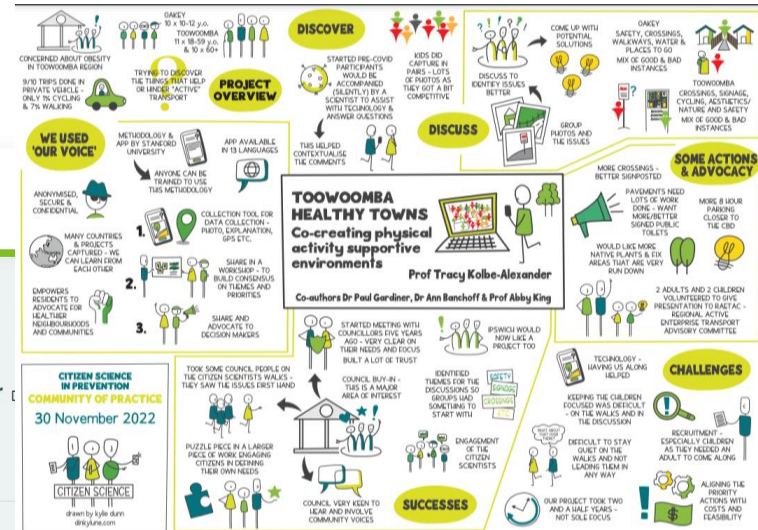 CONCERNED ABOUT OBESITY
IN TOOWOOMBA REGION
OAKEY
10 x 10-12 y.o.
TOOWOOMBA
11 x 18-59 y.o.
& 10 x 60+
9/10 TRIPS DONE IN
PRIVATE VEHICLE -
ONLY 1% CYCLING
& 7% WALKING
?
TRYING TO DISCOVER
THE THINGS THAT HELP
OR HINDER "ACTIVE"
TRANSPORT
PROJECT
OVERVIEW
DISCOVER
STARTED PRE-COVID
PARTICIPANTS
WOULD BE
ACCOMPANIED
(SILENTLY) BY A
SCIENTIST TO ASSIST
WITH TECHNOLOGY &
ANSWER QUESTIONS
THIS HELPED
CONTEXTUALISE
THE COMMENTS
KIDS DID
CAPTURE IN
PAIRS - LOTS
OF PHOTOS AS
THEY GOT A BIT
COMPETITIVE
DISCUSS
DISCUSS TO
IDENTIFY ISSUES
BETTER
COME UP WITH
POTENTIAL
SOLUTIONS
GROUP
PHOTOS AND
THE ISSUES
OAKEY
SAFETY, CROSSINGS,
WALKWAYS, WATER &
PLACES TO GO
MIX OF GOOD & BAD
INSTANCES
TOOWOOMBA
CROSSINGS, SIGNAGE,
CYCLING, AESTHETICS/
NATURE AND SAFETY
MIX OF GOOD & BAD
INSTANCES
WE USED
'OUR VOICE'
METHODOLOGY &
APP BY STANFORD
UNIVERSITY
APP AVAILABLE
IN 13 LANGUAGES
ANYONE CAN BE
TRAINED TO USE
THIS METHODOLOGY
ANONYMISED,
SECURE &
CONFIDENTIAL
MANY COUNTRIES
& PROJECTS
CAPTURED - WE
CAN LEARN FROM
EACH OTHER
EMPOWERS
RESIDENTS TO
ADVOCATE FOR
HEALTHIER
NEIGHBOURHOODS
AND COMMUNITIES
1.
COLLECTION TOOL FOR
DATA COLLECTION -
PHOTO, EXPLANATION,
GPS ETC.
2.
SHARE IN A
WORKSHOP - TO
BUILD CONSENSUS
ON THEMES AND
PRIORITIES
3.
SHARE AND
ADVOCATE TO
DECISION MAKERS
TOOWOOMBA
HEALTHY TOWNS
Co-creating physical
activity supportive
environments
Prof Tracy Kolbe-Alexander
Co-authors Dr Paul Gardiner, Dr Ann Banchoff & Prof Abby King
SOME ACTIONS
& ADVOCACY
MORE CROSSINGS -
BETTER SIGNPOSTED
PAVEMENTS NEED
LOTS OF WORK
DONE - WANT
MORE/BETTER
SIGNED PUBLIC
TOILETS
MORE 8 HOUR
PARKING
CLOSER TO
THE CBD
WOULD LIKE MORE
NATIVE PLANTS & FIX
AREAS THAT ARE VERY
RUN DOWN
2 ADULTS AND 2 CHILDREN
VOLUNTEERED TO GIVE
PRESENTATION TO RAETAC -
REGIONAL ACTIVE
ENTERPRISE TRANSPORT
ADVISORY COMMITTEE
CITIZEN SCIENCE
IN PREVENTION
COMMUNITY OF PRACTICE
30 November 2022
CITIZEN SCIENCE
drawn by kylie dunn
dinkylune.com
STARTED MEETING WITH
COUNCILLORS FIVE YEARS
AGO - VERY CLEAR ON
THEIR NEEDS AND FOCUS
BUILT A LOT OF TRUST
IPSWICH WOULD
NOW LIKE A
PROJECT TOO
TOOK SOME COUNCIL PEOPLE ON
THE CITIZEN SCIENTISTS WALKS -
THEY SAW THE ISSUES FIRST HAND
COUNCIL BUY-IN -
THIS IS A MAJOR
AREA OF INTEREST
IDENTIFIED
THEMES FOR THE
DISCUSSIONS SO
GROUPS HAD
SOMETHING TO
START WITH
SAFETY
SIGNAGE
CROSSINGS
ETC
PUZZLE PIECE IN A LARGER
PIECE OF WORK ENGAGING
CITIZENS IN DEFINING
THEIR OWN NEEDS
ENGAGEMENT
OF THE
CITIZEN
SCIENTISTS
COUNCIL VERY KEEN TO
HEAR AND INVOLVE
COMMUNITY VOICES
SUCCESSES
CHALLENGES
TECHNOLOGY -
HAVING US ALONG
HELPED
KEEPING THE CHILDREN
FOCUSED WAS DIFFICULT
- ON THE WALKS AND IN
THE DISCUSSION
RECRUITMENT -
ESPECIALLY CHILDREN
AS THEY NEEDED AN
ADULT TO COME ALONG
DIFFICULT TO STAY
QUIET ON THE
WALKS AND NOT
LEADING THEM IN
ANY WAY
ALIGNING THE
PRIORITY
ACTIONS WITH
COSTS AND
FEASIBILITY
OUR PROJECT TOOK TWO
AND A HALF YEARS -
NOT SOLE FOCUS